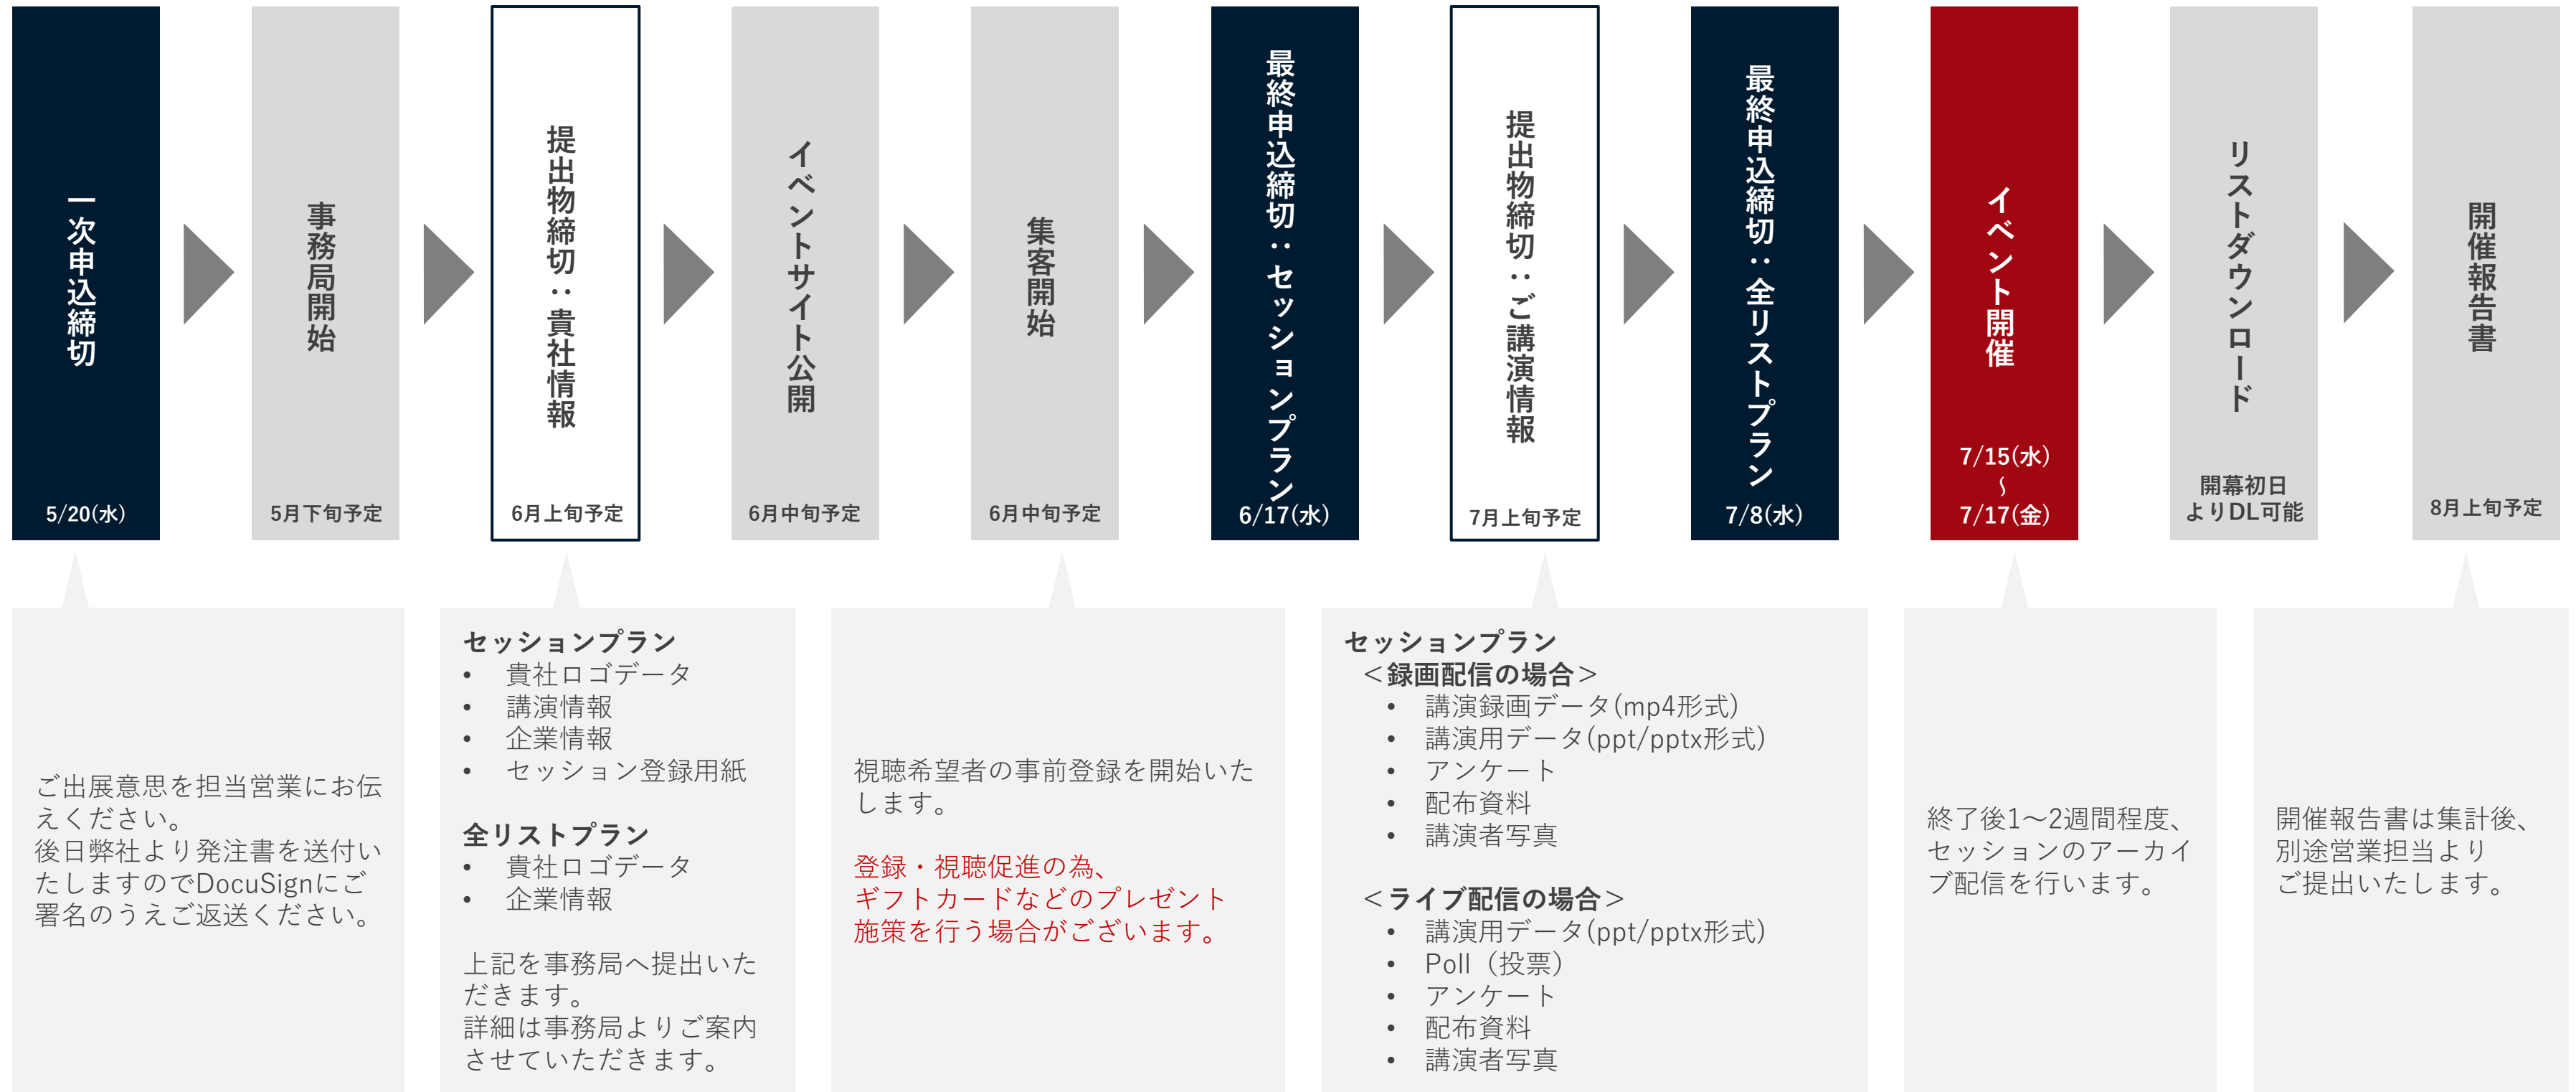 一次申込締切
5/20(水)
事務局開始
5月下旬予定
提出物締切：貴社情報
6月上旬予定
イベントサイト公開
6月中旬予定
集客開始
6月中旬予定
最終申込締切：セッションプラン
6/17(水)
提出物締切：ご講演情報
7月上旬予定
最終申込締切：全リストプラン
7/8(水)
イベント開催
7/15(水)
～
7/17(金)
リストダウンロード
開幕初日
よりDL可能
開催報告書
8月上旬予定
ご出展意思を担当営業にお伝
えください。
後日弊社より発注書を送付い
たしますのでDocuSignにご
署名のうえご返送ください。
セッションプラン
• 貴社ロゴデータ
• 講演情報
• 企業情報
• セッション登録用紙
全リストプラン
• 貴社ロゴデータ
• 企業情報
上記を事務局へ提出いた
だきます。
詳細は事務局よりご案内
させていただきます。
視聴希望者の事前登録を開始いた
します。
登録・視聴促進の為、
ギフトカードなどのプレゼント
施策を行う場合がございます。
セッションプラン
＜録画配信の場合＞
• 講演録画データ(mp4形式)
• 講演用データ(ppt/pptx形式)
• アンケート
• 配布資料
• 講演者写真
＜ライブ配信の場合＞
• 講演用データ(ppt/pptx形式)
• Poll（投票）
• アンケート
• 配布資料
• 講演者写真
終了後1～2週間程度、
セッションのアーカイ
ブ配信を行います。
開催報告書は集計後、
別途営業担当より
ご提出いたします。